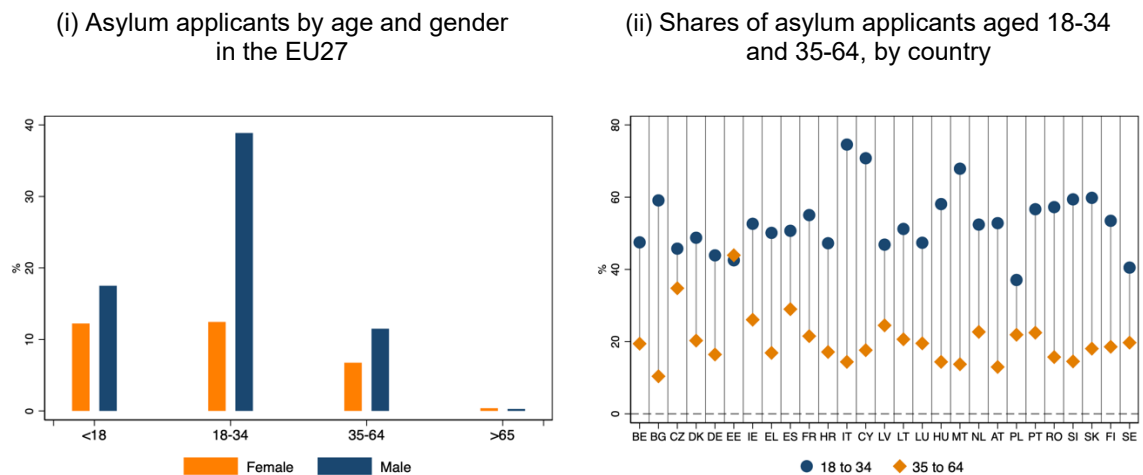 (i) Asylum applicants by age and gender
in the EU27
40
30
20
10
0
%
<18 18-34 35-64 >65
Female Male
(ii) Shares of asylum applicants aged 18-34
and 35-64, by country
80
60
40
20
0
%
BE BG CZ DK DE EE IE EL ES FR HR IT CY LV LT LU HU MT NL AT PL PT RO SI SK FI SE
18 to 34 35 to 64